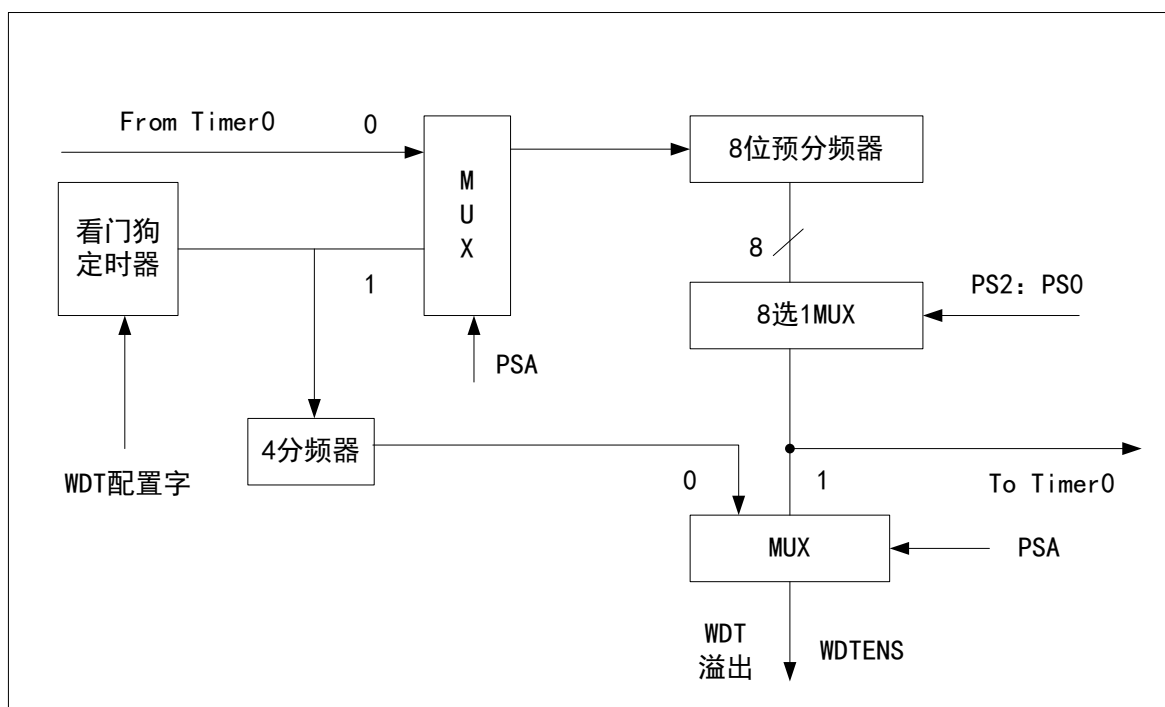 From Timer0
0
MUX
8位预分频器
看门狗
定时器
8
1
PS2：PS0
8选1MUX
PSA
4分频器
WDT配置字
0
1
To Timer0
MUX
PSA
WDT
溢出
WDTENS